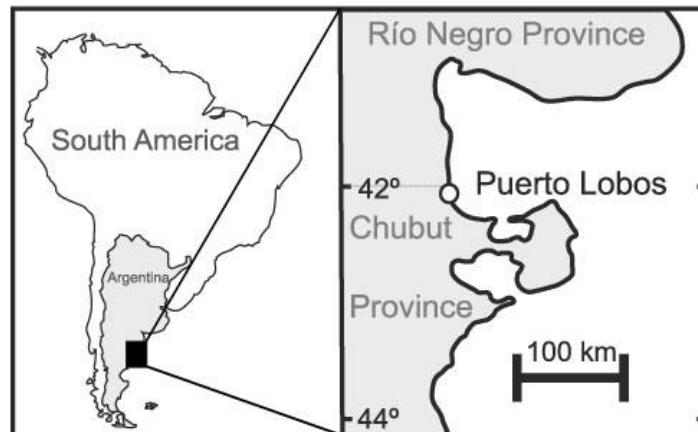 South America
Argentina
Río Negro Province
42º
Puerto Lobos
Chubut
Province
100 km
44º